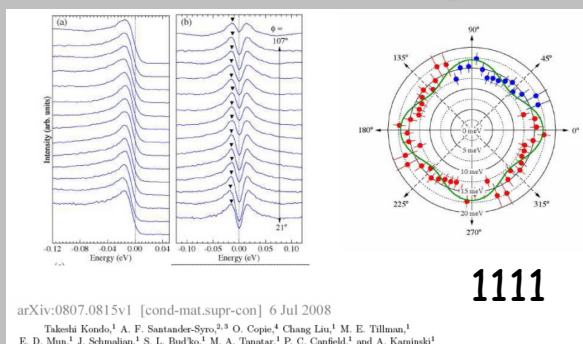 (a)
(b)
ϕ =
107°
21°
Intensity (arb. units)
-0.12 -0.08 -0.04 0.00 0.04
Energy (eV)
-0.10 -0.05 0.00 0.05 0.10
Energy (eV)
90°
135° 45°
180° 0 meV 0°
5 meV
10 meV
15 meV
20 meV
225° 315°
270°
1111
arXiv:0807.0815v1 [cond-mat.supr-con] 6 Jul 2008
Takeshi Kondo,¹ A. F. Santander-Syro,²,³ O. Copie,⁴ Chang Liu,¹ M. E. Tillman,¹
E. D. Mun,¹ J. Schmalian,¹ S. L. Bud'ko,¹ M. A. Tanatar,¹ P. C. Canfield,¹ and A. Kaminski¹